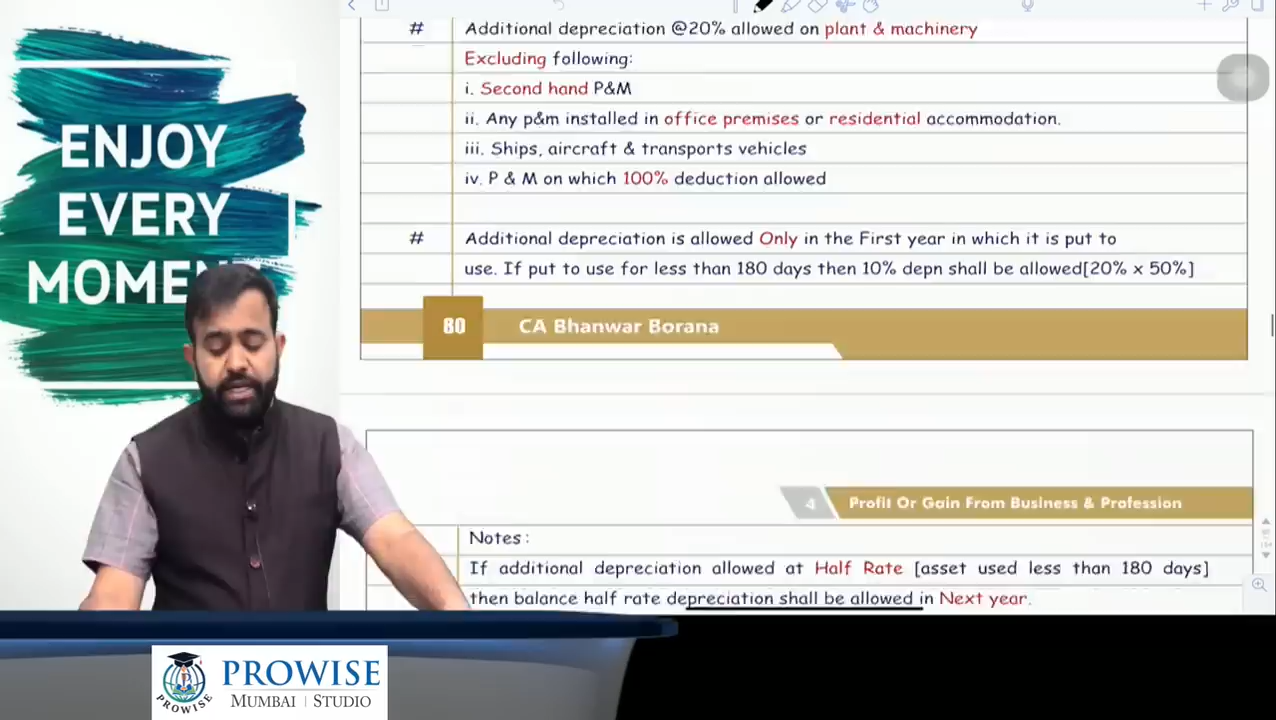 ENJOY
EVERY
MOMEN
# Additional depreciation @20% allowed on plant & machinery
Excluding following:
i. Second hand P&M
ii. Any p&m installed in office premises or residential accommodation.
iii. Ships, aircraft & transports vehicles
iv. P & M on which 100% deduction allowed
# Additional depreciation is allowed Only in the First year in which it is put to
use. If put to use for less than 180 days then 10% depn shall be allowed[20% x 50%]
80 CA Bhanwar Borana
4 Profit Or Gain From Business & Profession
Notes:
If additional depreciation allowed at Half Rate [asset used less than 180 days]
then balance half rate depreciation shall be allowed in Next year.
PROWISE
PROWISE
MUMBAI | STUDIO